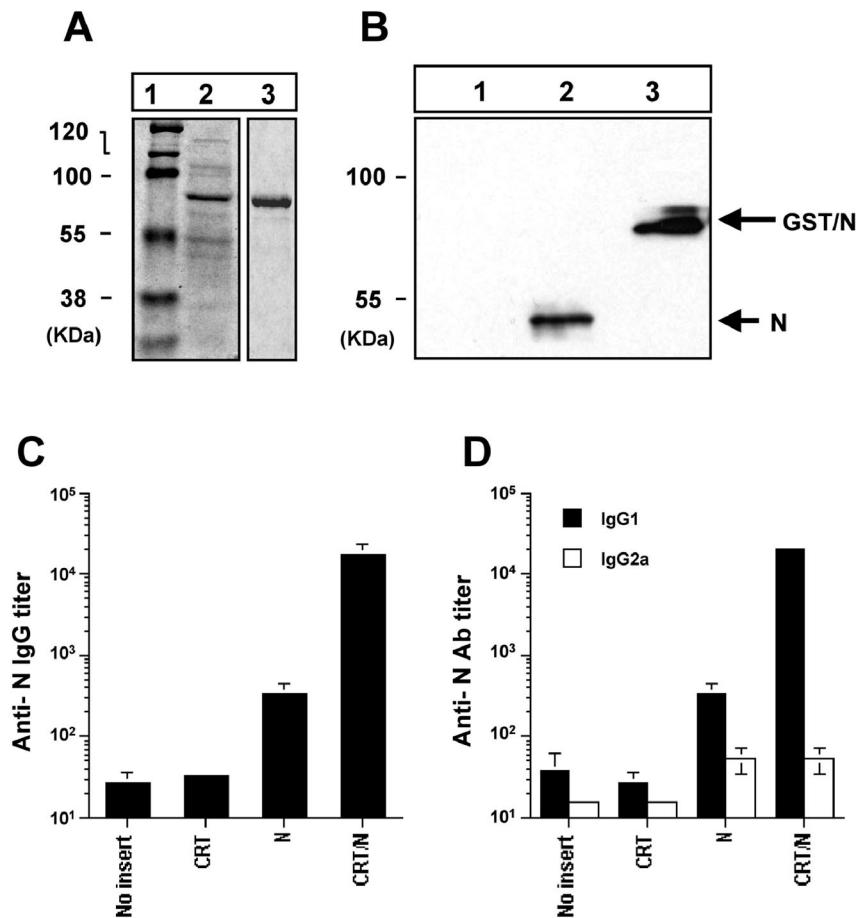 A
1 2 3
120
100
55
38
(KDa)
B
1 2 3
100
55
(KDa)
GST/N
N
C
Anti- N IgG titer
10⁵
10⁴
10³
10²
10¹
No insert
CRT
N
CRT/N
D
Anti- N Ab titer
10⁵
10⁴
10³
10²
10¹
IgG1
IgG2a
No insert
CRT
N
CRT/N